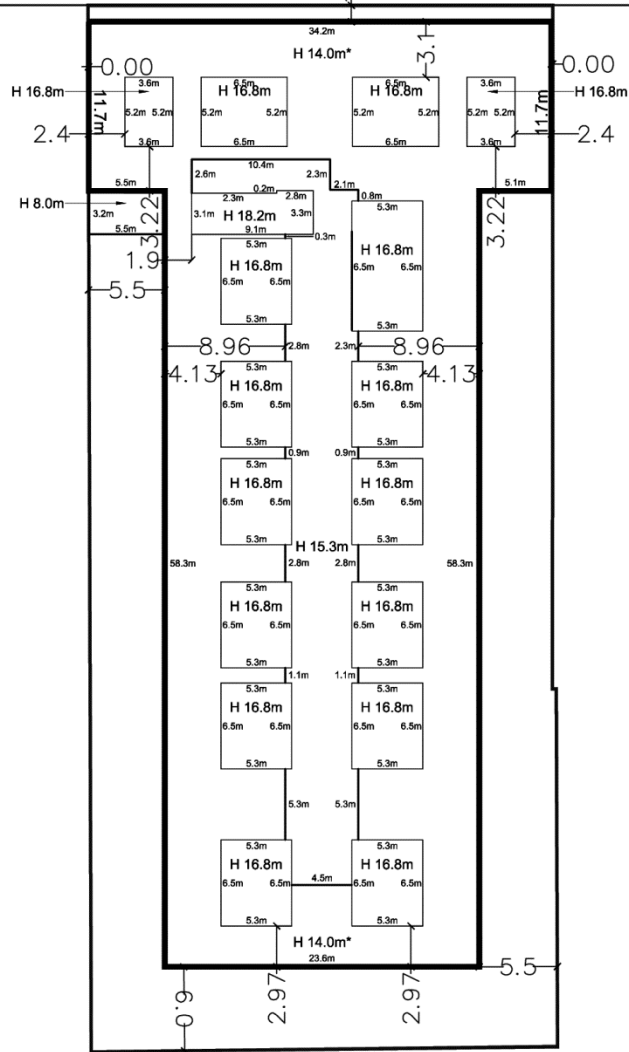 34.2m
3.1
H 14.0m*
0.00
0.00
3.6m
6.5m
6.5m
3.6m
H 16.8m
H 16.8m
H 16.8m
H 16.8m
11.7m
5.2m
5.2m
5.2m
5.2m
5.2m
5.2m
5.2m
5.2m
11.7m
2.4
2.4
3.6m
6.5m
6.5m
3.6m
10.4m
2.6m
2.3m
5.5m
0.2m
2.1m
5.1m
2.3m
2.8m
0.8m
H 8.0m
3.2m
3.22
3.1m
H 18.2m
3.3m
5.3m
3.22
5.5m
9.1m
0.3m
5.3m
H 16.8m
1.9
H 16.8m
6.5m
6.5m
6.5m
6.5m
5.5
5.3m
5.3m
8.96
2.8m
2.3m
8.96
4.13
5.3m
5.3m
4.13
H 16.8m
H 16.8m
6.5m
6.5m
6.5m
6.5m
5.3m
5.3m
0.9m
0.9m
5.3m
5.3m
H 16.8m
H 16.8m
6.5m
6.5m
6.5m
6.5m
5.3m
5.3m
H 15.3m
58.3m
2.8m
2.8m
58.3m
5.3m
5.3m
H 16.8m
H 16.8m
6.5m
6.5m
6.5m
6.5m
5.3m
5.3m
1.1m
1.1m
5.3m
5.3m
H 16.8m
H 16.8m
6.5m
6.5m
6.5m
6.5m
5.3m
5.3m
5.3m
5.3m
5.3m
5.3m
H 16.8m
H 16.8m
6.5m
6.5m
4.5m
6.5m
6.5m
5.3m
5.3m
H 14.0m*
23.6m
5.5
6.0
2.97
2.97